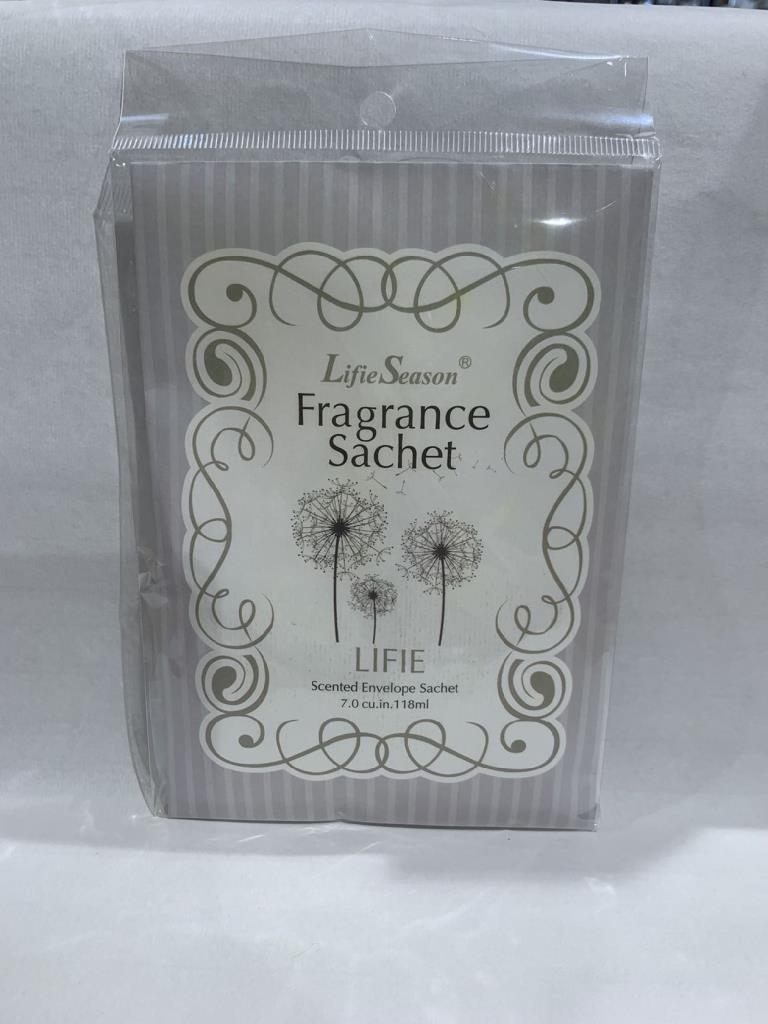 LifieSeason®
Fragrance
Sachet
LIFIE
Scented Envelope Sachet
7.0 cu.in.118ml